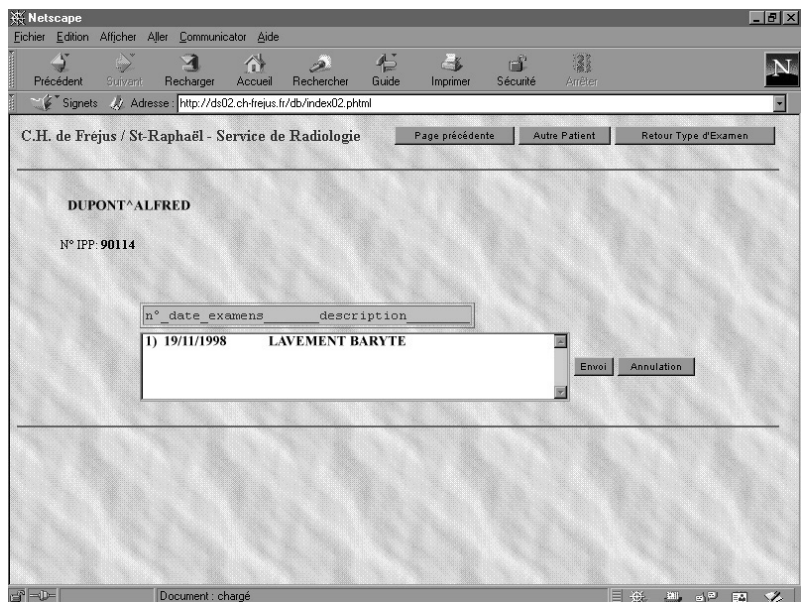 Netscape
Fichier Edition Afficher Aller Communicator Aide
Précédent Suivant Recharger Accueil Rechercher Guide Imprimer Sécurité Arrêter
N
Signets Adresse : http://ds02.ch-frejus.fr/db/index02.phtml
C.H. de Fréjus / St-Raphaël - Service de Radiologie Page précédente Autre Patient Retour Type d'Examen
DUPONT^ALFRED
N° IPP: 90114
n°_date_examens______description______
1) 19/11/1998 LAVEMENT BARYTE
Envoi Annulation
Document : chargé